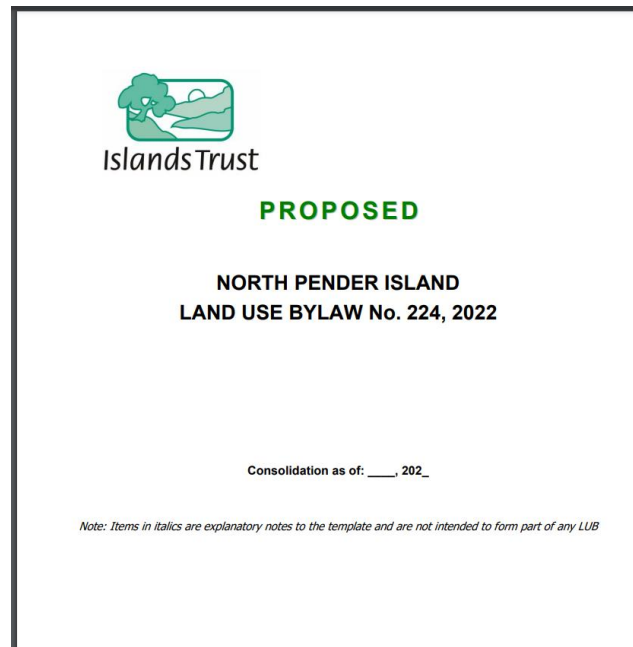 Islands Trust
PROPOSED
NORTH PENDER ISLAND
LAND USE BYLAW No. 224, 2022
Consolidation as of: ____, 202_
Note: Items in italics are explanatory notes to the template and are not intended to form part of any LUB